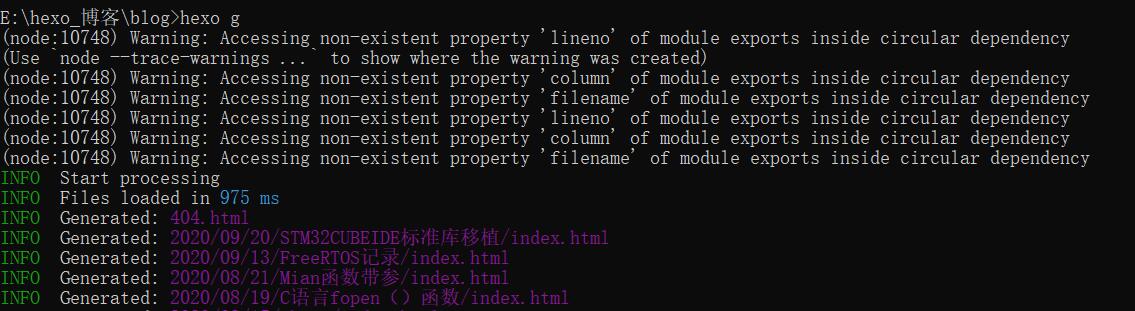 E:\hexo_博客\blog>hexo g
(node:10748) Warning: Accessing non-existent property 'lineno' of module exports inside circular dependency
(Use `node --trace-warnings ...` to show where the warning was created)
(node:10748) Warning: Accessing non-existent property 'column' of module exports inside circular dependency
(node:10748) Warning: Accessing non-existent property 'filename' of module exports inside circular dependency
(node:10748) Warning: Accessing non-existent property 'lineno' of module exports inside circular dependency
(node:10748) Warning: Accessing non-existent property 'column' of module exports inside circular dependency
(node:10748) Warning: Accessing non-existent property 'filename' of module exports inside circular dependency
INFO  Start processing
INFO  Files loaded in 975 ms
INFO  Generated: 404.html
INFO  Generated: 2020/09/20/STM32CUBEIDE标准库移植/index.html
INFO  Generated: 2020/09/13/FreeRTOS记录/index.html
INFO  Generated: 2020/08/21/Mian函数带参/index.html
INFO  Generated: 2020/08/19/C语言fopen（）函数/index.html